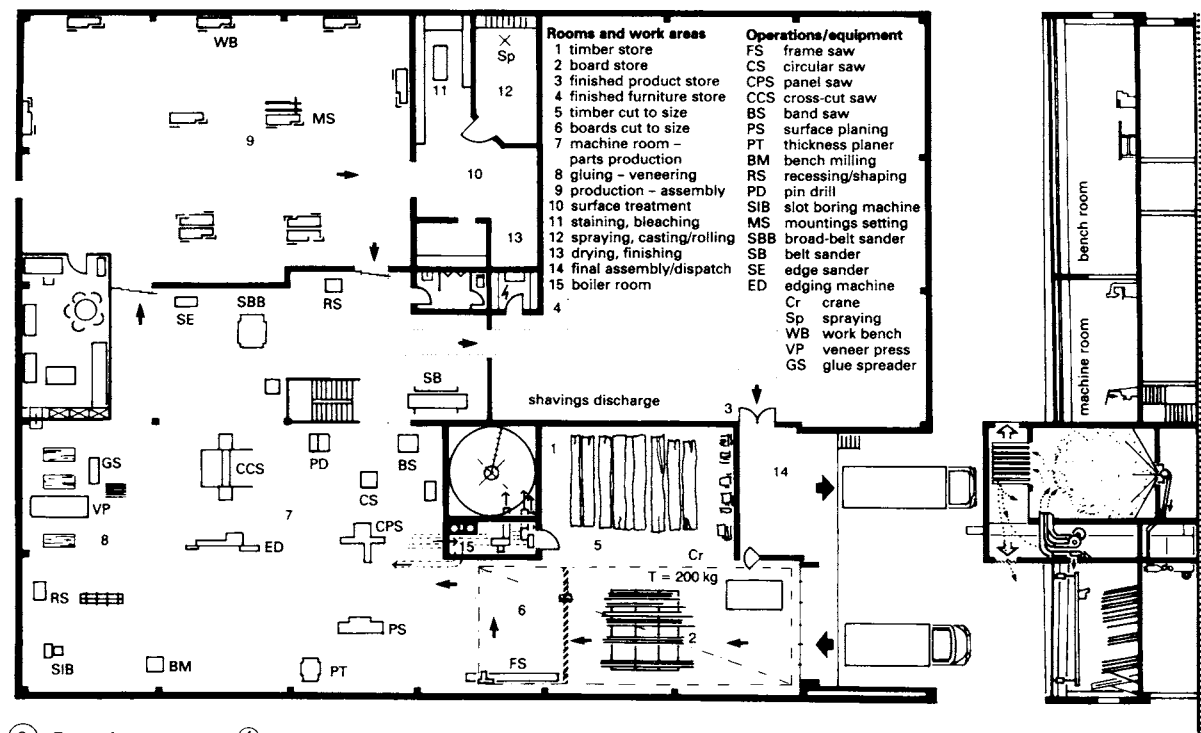 Rooms and work areas
1 timber store
2 board store
3 finished product store
4 finished furniture store
5 timber cut to size
6 boards cut to size
7 machine room –
parts production
8 gluing – veneering
9 production – assembly
10 surface treatment
11 staining, bleaching
12 spraying, casting/rolling
13 drying, finishing
14 final assembly/dispatch
15 boiler room
Operations/equipment
FS frame saw
CS circular saw
CPS panel saw
CCS cross-cut saw
BS band saw
PS surface planing
PT thickness planer
BM bench milling
RS recessing/shaping
PD pin drill
SIB slot boring machine
MS mountings setting
SBB broad-belt sander
SB belt sander
SE edge sander
ED edging machine
Cr crane
Sp spraying
WB work bench
VP veneer press
GS glue spreader
WB
Sp
11
12
MS
9
10
13
SE
SBB
RS
4
SB
shavings discharge
3
GS
CCS
PD
BS
1
14
VP
CS
7
CPS
8
ED
15
5
Cr
T = 200 kg
RS
6
2
PS
SIB
BM
PT
FS
bench room
machine room